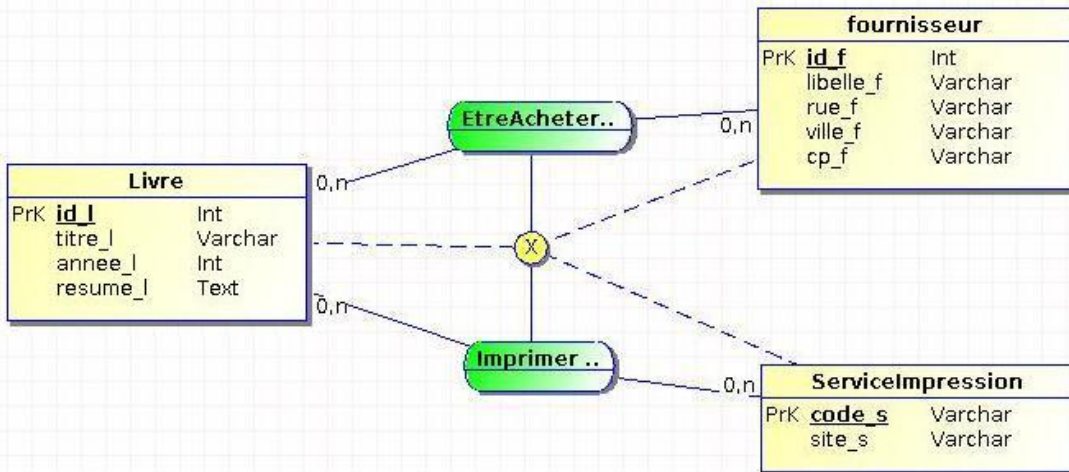 fournisseur
PrK id_f Int
libelle_f Varchar
rue_f Varchar
ville_f Varchar
cp_f Varchar
EtreAcheter..
0,n
0,n
Livre
PrK id_l Int
titre_l Varchar
annee_l Int
resume_l Text
X
0,n
Imprimer ..
0,n
ServiceImpression
PrK code_s Varchar
site_s Varchar